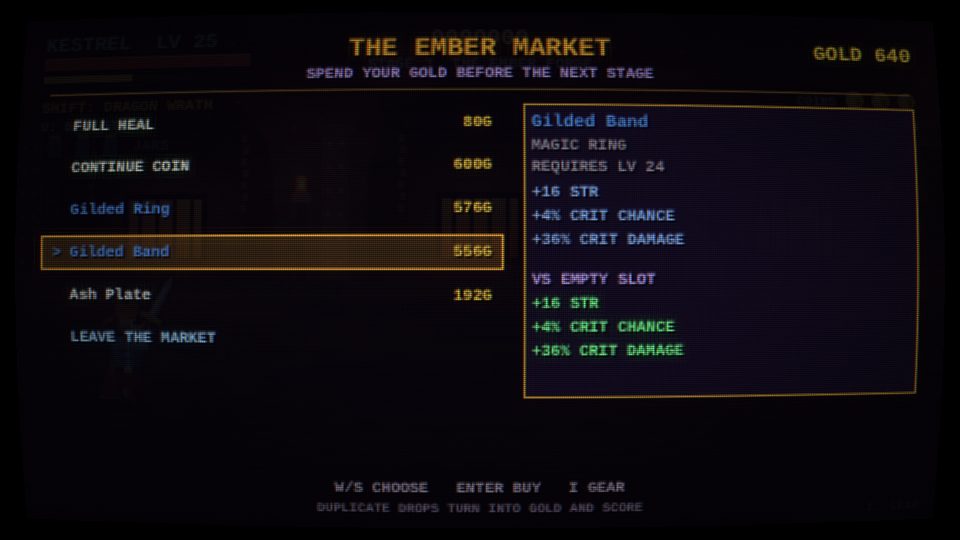 KESTREL LV 25
THE EMBER MARKET
GOLD 640
SPEND YOUR GOLD BEFORE THE NEXT STAGE
SHIFT: DRAGON WRATH
FULL HEAL 80G
CONTINUE COIN 600G
Gilded Ring 576G
> Gilded Band 556G
Ash Plate 192G
LEAVE THE MARKET
Gilded Band
MAGIC RING
REQUIRES LV 24
+16 STR
+4% CRIT CHANCE
+36% CRIT DAMAGE
VS EMPTY SLOT
+16 STR
+4% CRIT CHANCE
+36% CRIT DAMAGE
W/S CHOOSE ENTER BUY I GEAR
DUPLICATE DROPS TURN INTO GOLD AND SCORE